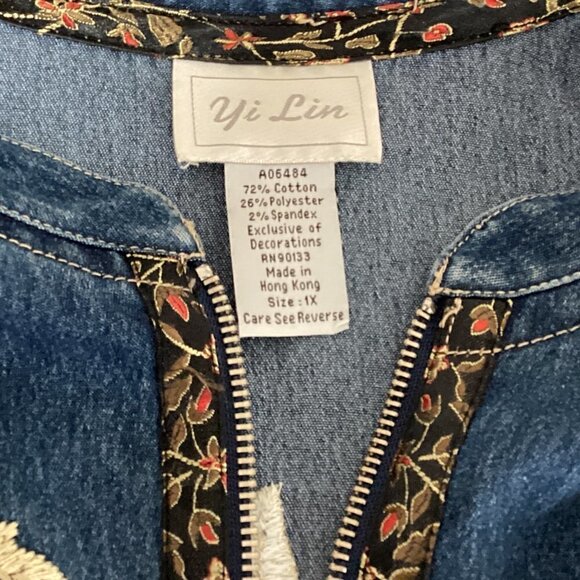 Yi Lin
A06484
72% Cotton
26% Polyester
2% Spandex
Exclusive of
Decorations
RN90133
Made in
Hong Kong
Size : 1X
Care See Reverse